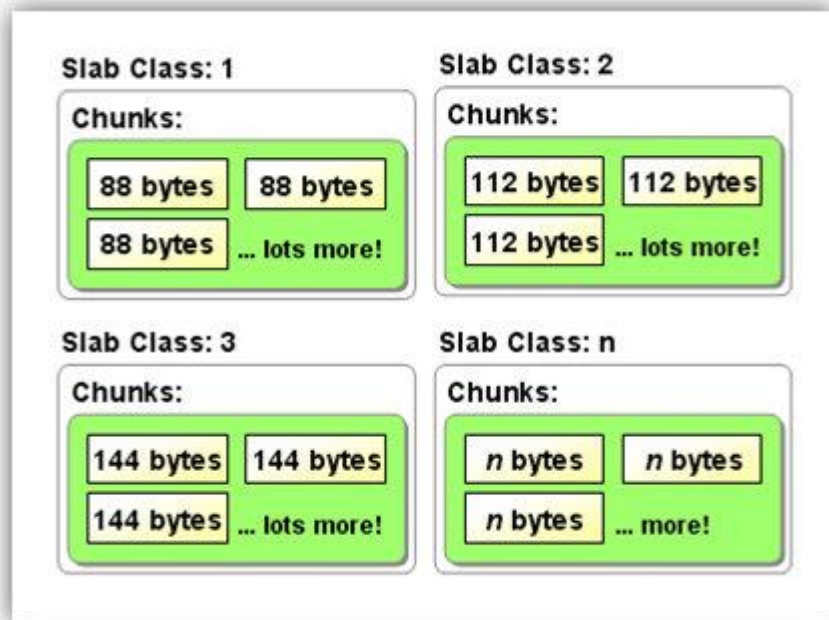 Slab Class: 1
Chunks:
88 bytes 88 bytes
88 bytes ... lots more!
Slab Class: 2
Chunks:
112 bytes 112 bytes
112 bytes ... lots more!
Slab Class: 3
Chunks:
144 bytes 144 bytes
144 bytes ... lots more!
Slab Class: n
Chunks:
n bytes n bytes
n bytes ... more!